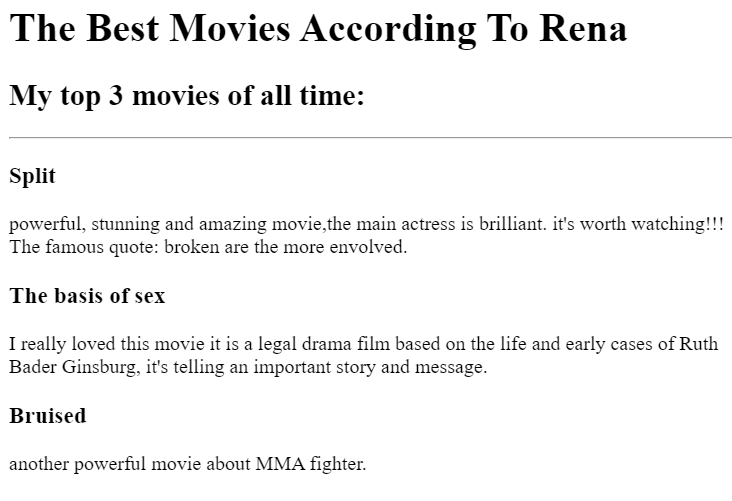 The Best Movies According To Rena
My top 3 movies of all time:
Split
powerful, stunning and amazing movie,the main actress is brilliant. it's worth watching!!!
The famous quote: broken are the more envolved.
The basis of sex
I really loved this movie it is a legal drama film based on the life and early cases of Ruth
Bader Ginsburg, it's telling an important story and message.
Bruised
another powerful movie about MMA fighter.